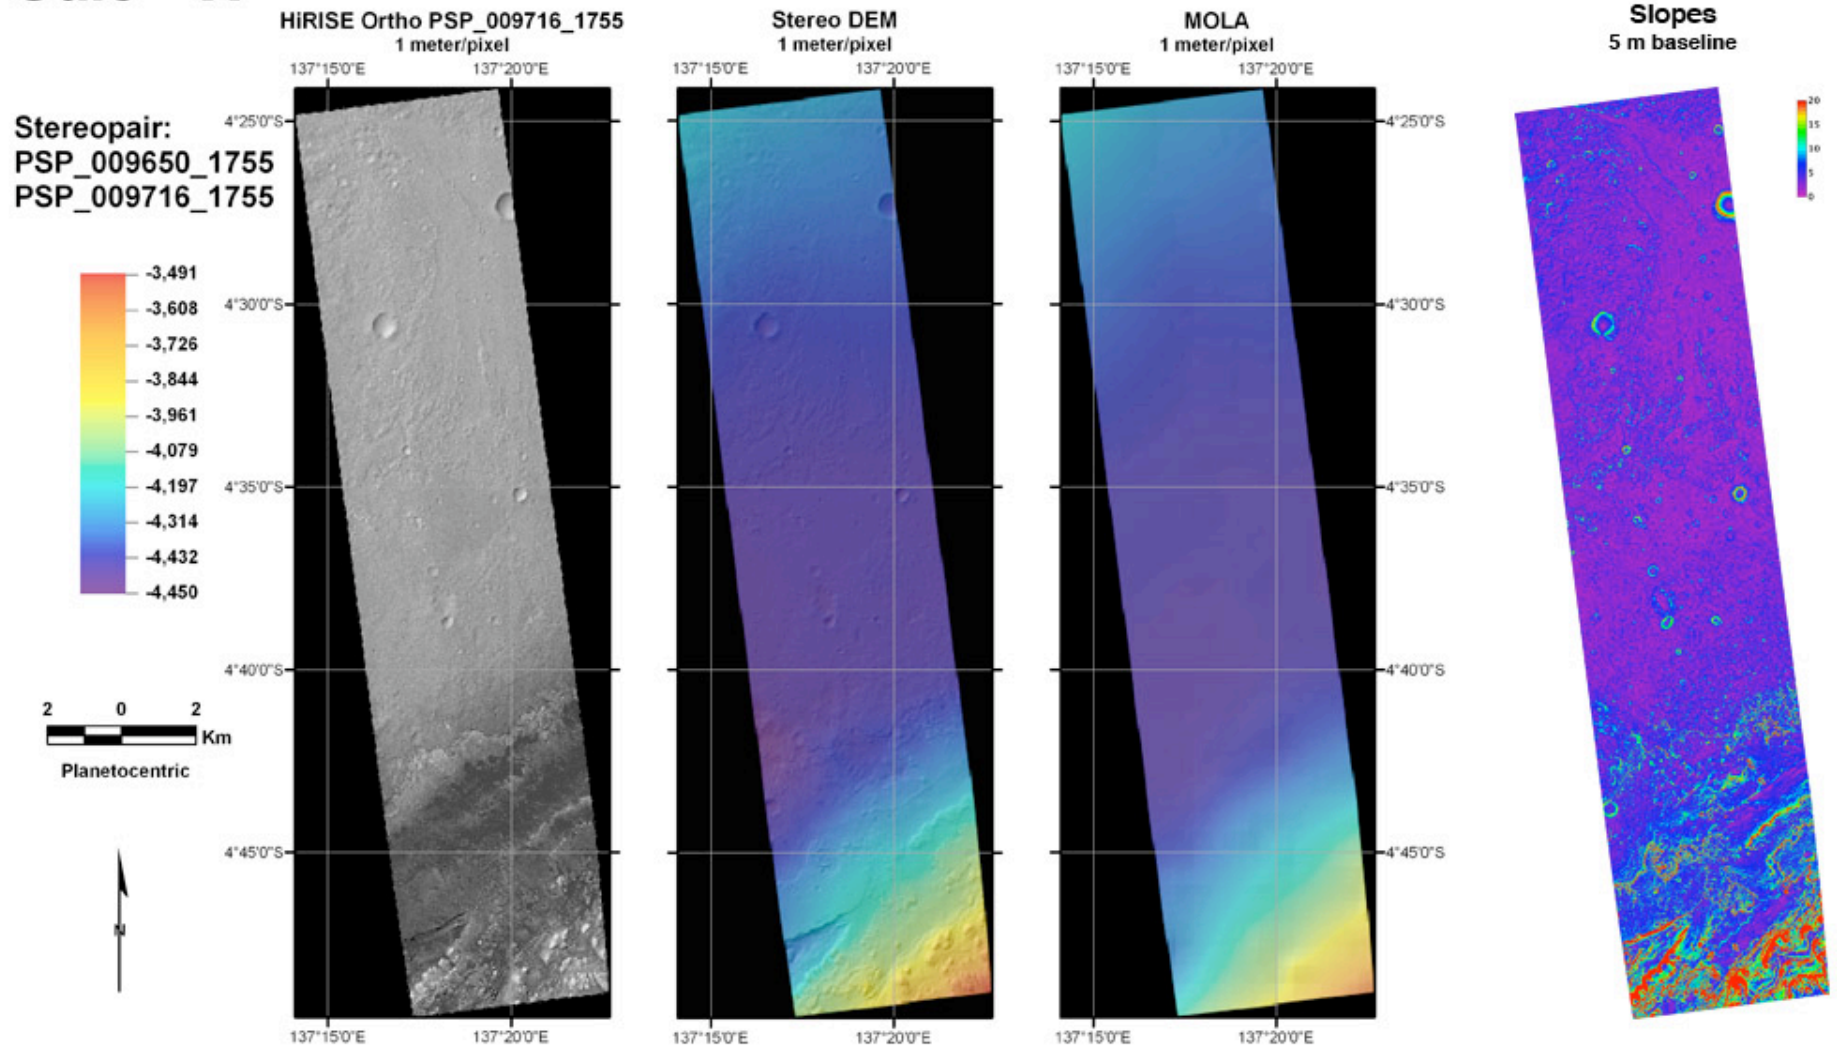 HiRISE Ortho PSP_009716_1755
1 meter/pixel
137°15'0"E
137°20'0"E
Stereo DEM
1 meter/pixel
137°15'0"E
137°20'0"E
MOLA
1 meter/pixel
137°15'0"E
137°20'0"E
Slopes
5 m baseline
20
15
10
5
0
Stereopair:
PSP_009650_1755
PSP_009716_1755
-3,491
-3,608
-3,726
-3,844
-3,961
-4,079
-4,197
-4,314
-4,432
-4,450
2 0 2
Km
Planetocentric
N
4°25'0"S
4°30'0"S
4°35'0"S
4°40'0"S
4°45'0"S
4°25'0"S
4°30'0"S
4°35'0"S
4°40'0"S
4°45'0"S
137°15'0"E
137°20'0"E
137°15'0"E
137°20'0"E
137°15'0"E
137°20'0"E